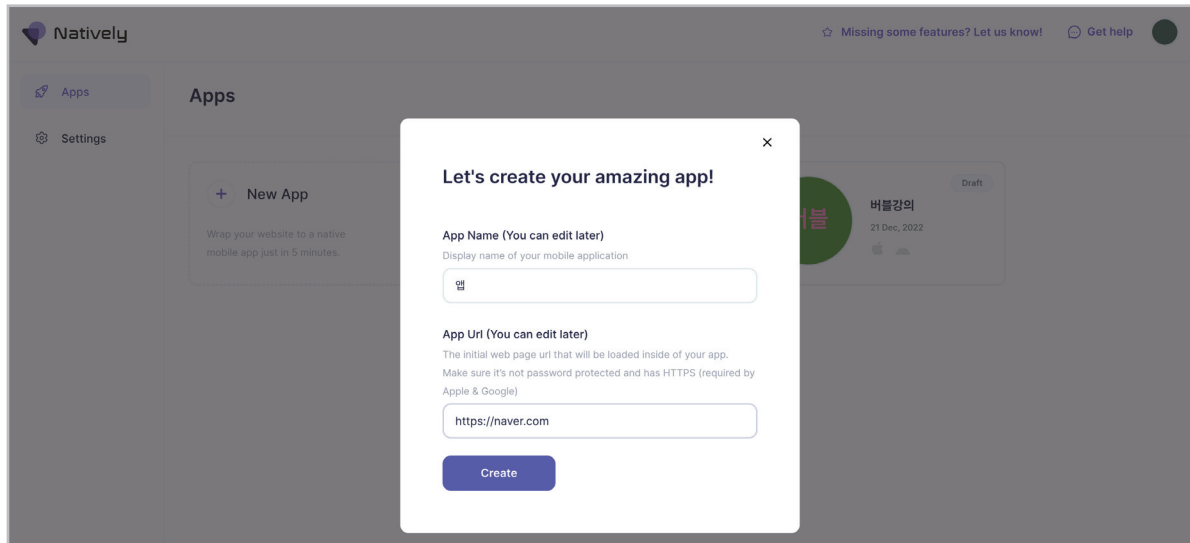 Natively
Missing some features? Let us know!
Get help
Apps
Settings
Apps
New App
Wrap your website to a native
mobile app just in 5 minutes.
Let's create your amazing app!
App Name (You can edit later)
Display name of your mobile application
앱
App Url (You can edit later)
The initial web page url that will be loaded inside of your app.
Make sure it's not password protected and has HTTPS (required by
Apple & Google)
https://naver.com
Create
Draft
버블강의
21 Dec, 2022